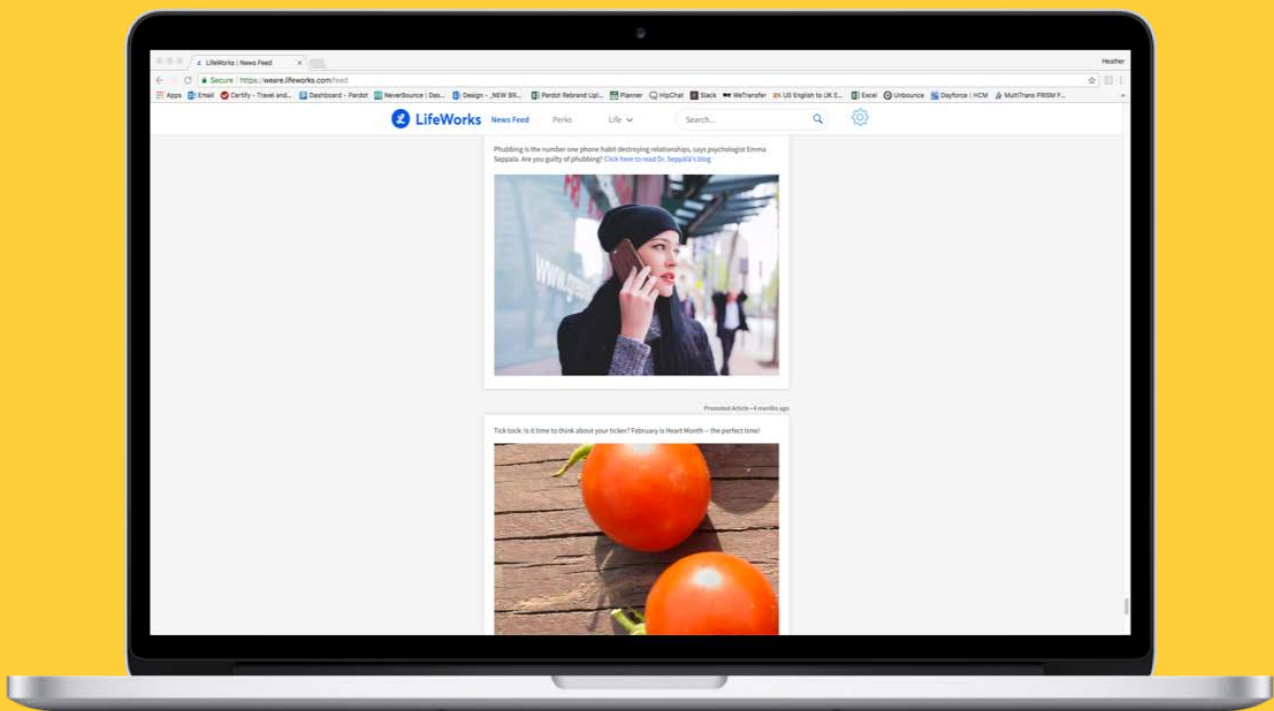 LifeWorks | News Feed
Heather
Secure https://weare.lifeworks.com/feed
Apps Email Certify - Travel and... Dashboard - Pardot NeverBounce | Das... Design - _NEW BR... Pardot Rebrand Upl... Planner HipChat Slack WeTransfer US English to UK E... Excel Unbounce Dayforce | HCM MultiTrans PRISM F...
LifeWorks News Feed Perks Life Search...
Phubbing is the number one phone habit destroying relationships, says psychologist Emma
Seppala. Are you guilty of phubbing? Click here to read Dr. Seppälä's blog
Promoted Article • 4 months ago
Tick tock: Is it time to think about your ticker? February is Heart Month – the perfect time!